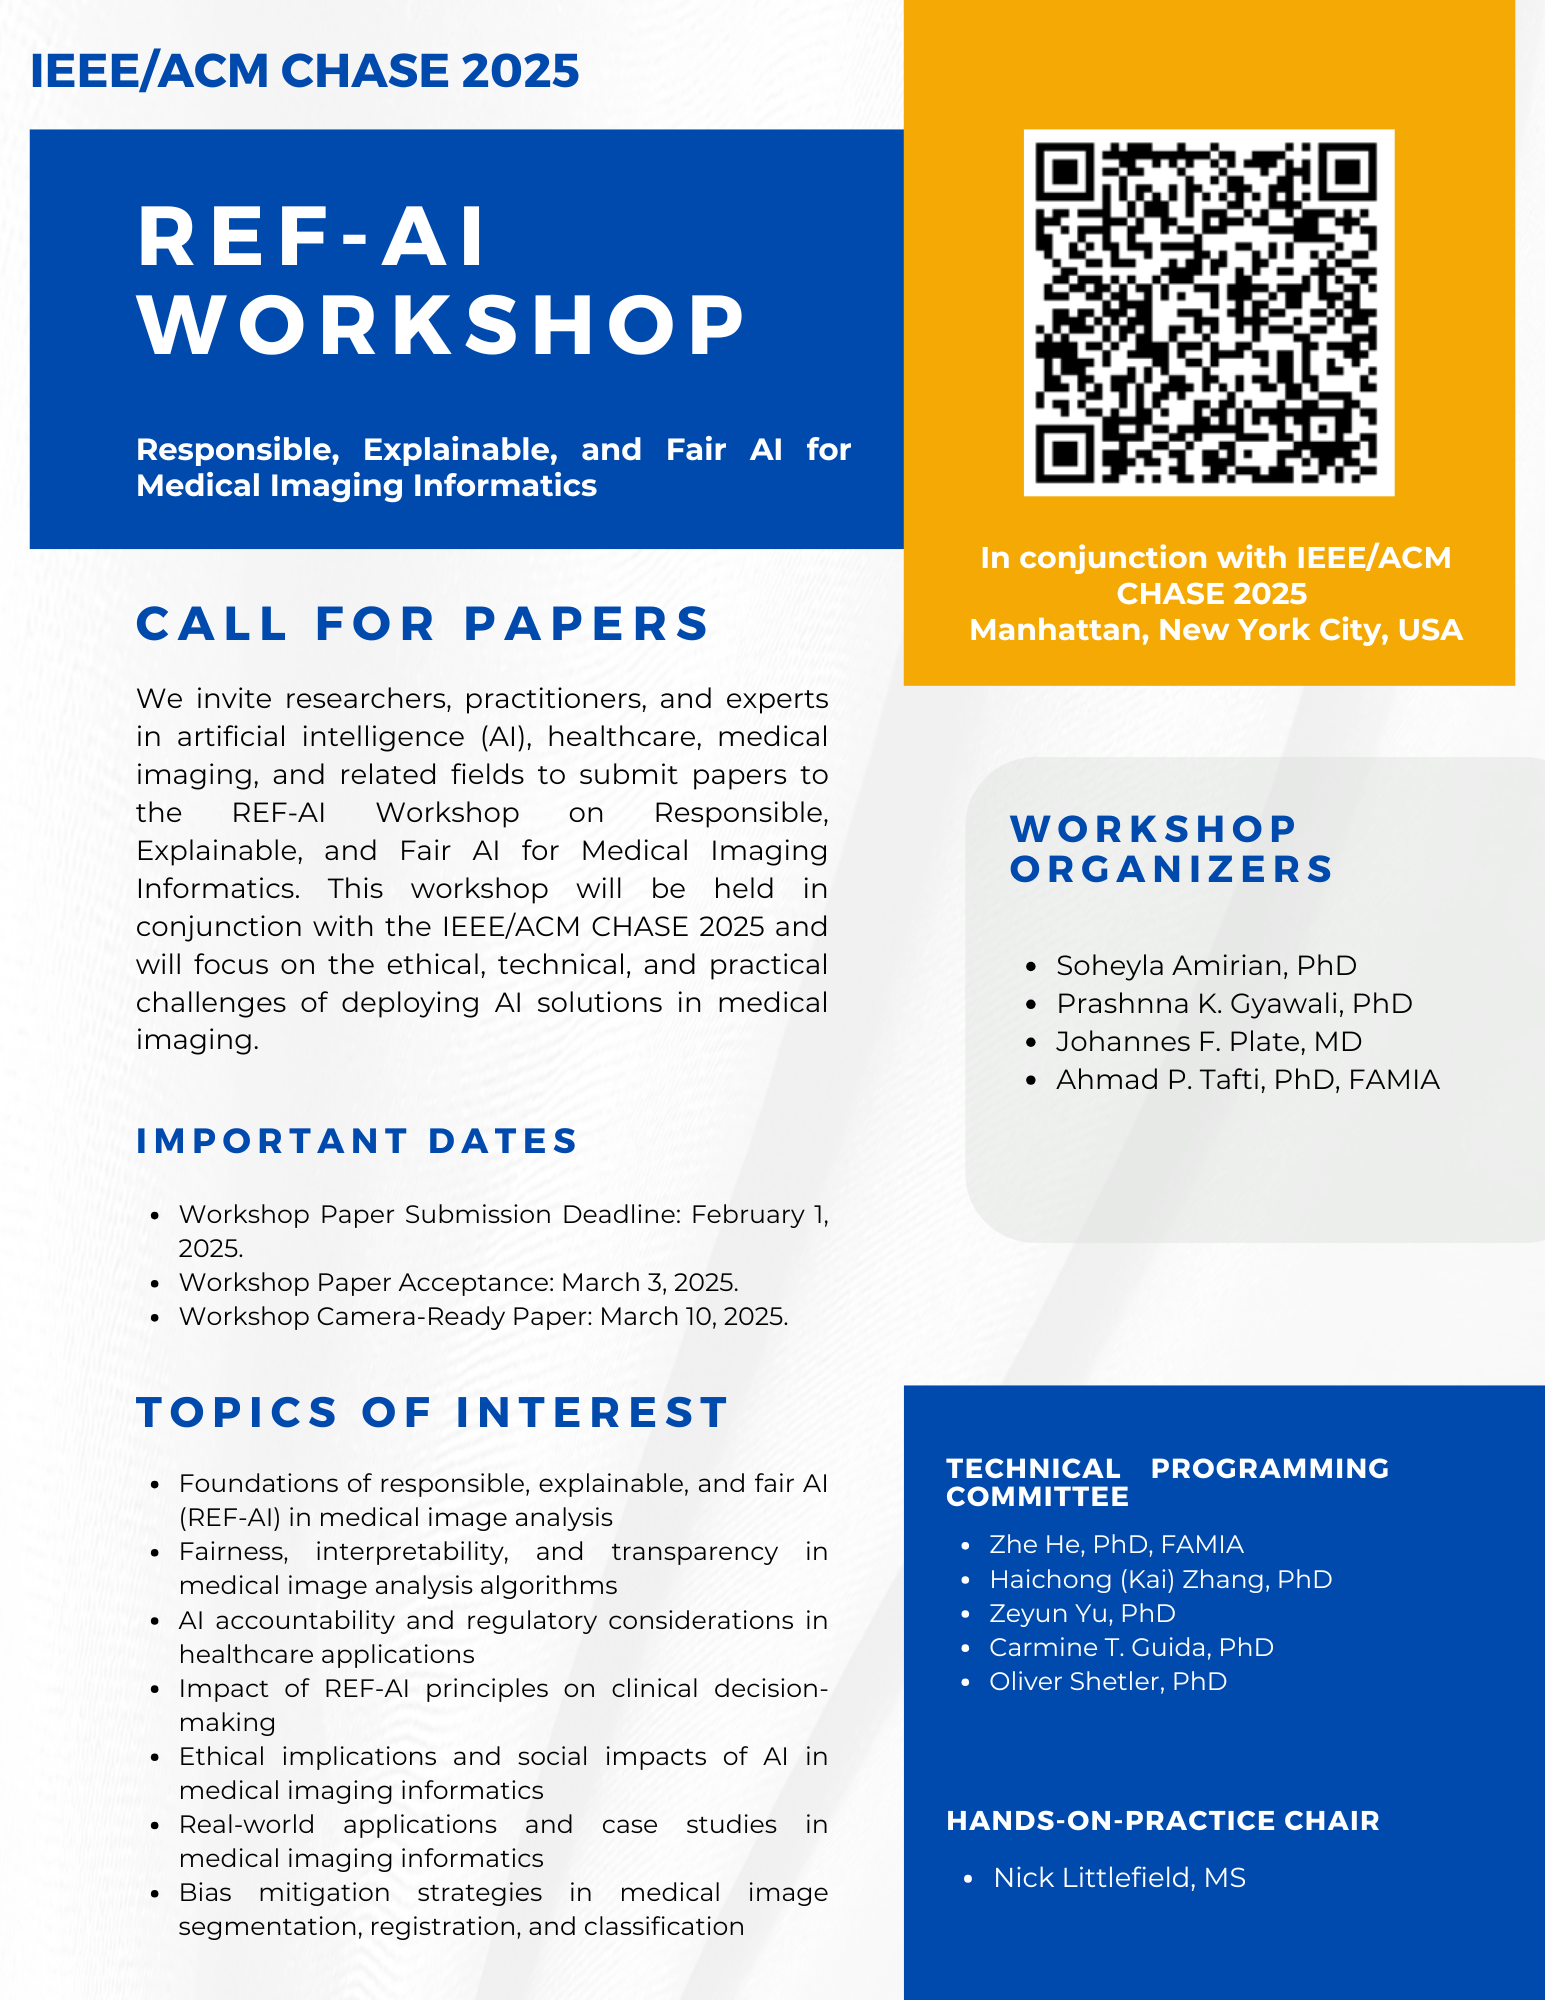 IEEE/ACM CHASE 2025
REF-AI
WORKSHOP
Responsible, Explainable, and Fair AI for
Medical Imaging Informatics
In conjunction with IEEE/ACM
CHASE 2025
Manhattan, New York City, USA
CALL FOR PAPERS
We invite researchers, practitioners, and experts
in artificial intelligence (AI), healthcare, medical
imaging, and related fields to submit papers to
the REF-AI Workshop on Responsible,
Explainable, and Fair AI for Medical Imaging
Informatics. This workshop will be held in
conjunction with the IEEE/ACM CHASE 2025 and
will focus on the ethical, technical, and practical
challenges of deploying AI solutions in medical
imaging.
IMPORTANT DATES
• Workshop Paper Submission Deadline: February 1,
2025.
• Workshop Paper Acceptance: March 3, 2025.
• Workshop Camera-Ready Paper: March 10, 2025.
TOPICS OF INTEREST
• Foundations of responsible, explainable, and fair AI
(REF-AI) in medical image analysis
• Fairness, interpretability, and transparency in
medical image analysis algorithms
• AI accountability and regulatory considerations in
healthcare applications
• Impact of REF-AI principles on clinical decision-
making
• Ethical implications and social impacts of AI in
medical imaging informatics
• Real-world applications and case studies in
medical imaging informatics
• Bias mitigation strategies in medical image
segmentation, registration, and classification
WORKSHOP
ORGANIZERS
• Soheyla Amirian, PhD
• Prashnna K. Gyawali, PhD
• Johannes F. Plate, MD
• Ahmad P. Tafti, PhD, FAMIA
TECHNICAL PROGRAMMING
COMMITTEE
• Zhe He, PhD, FAMIA
• Haichong (Kai) Zhang, PhD
• Zeyun Yu, PhD
• Carmine T. Guida, PhD
• Oliver Shetler, PhD
HANDS-ON-PRACTICE CHAIR
• Nick Littlefield, MS